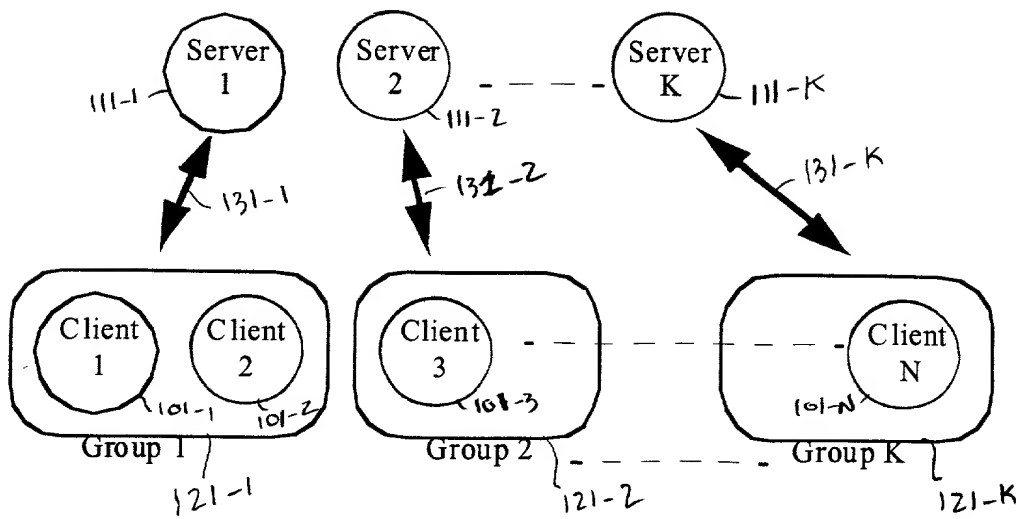 Server
1
Server
2
Server
K
111-1
111-2
111-K
131-1
131-2
131-K
Client
1
Client
2
Client
3
Client
N
101-1
101-2
101-3
101-N
Group 1
Group 2
Group K
121-1
121-2
121-K